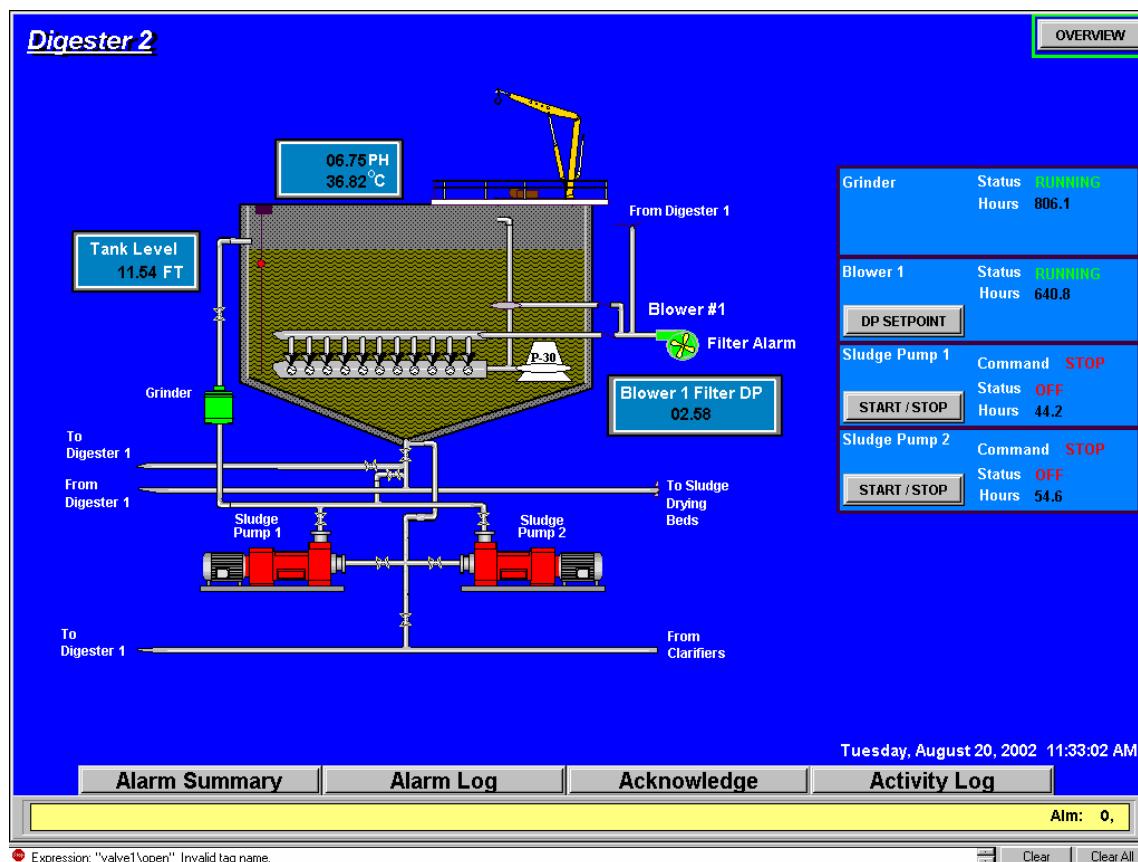 Digester 2
OVERVIEW
06.75 PH
36.82 °C
From Digester 1
Tank Level
11.54 FT
Blower #1
Filter Alarm
P-30
Blower 1 Filter DP
02.58
Grinder
To
Digester 1
From
Digester 1
To Sludge
Drying
Beds
Sludge
Pump 1
Sludge
Pump 2
To
Digester 1
From
Clarifiers
Grinder Status RUNNING
Hours 806.1
Blower 1 Status RUNNING
Hours 640.8
DP SETPOINT
Sludge Pump 1
Command STOP
Status OFF
START / STOP Hours 44.2
Sludge Pump 2
Command STOP
Status OFF
START / STOP Hours 54.6
Tuesday, August 20, 2002 11:33:02 AM
Alarm Summary Alarm Log Acknowledge Activity Log
Alm: 0,
Expression: "valve1\open" Invalid tag name.
Clear Clear All